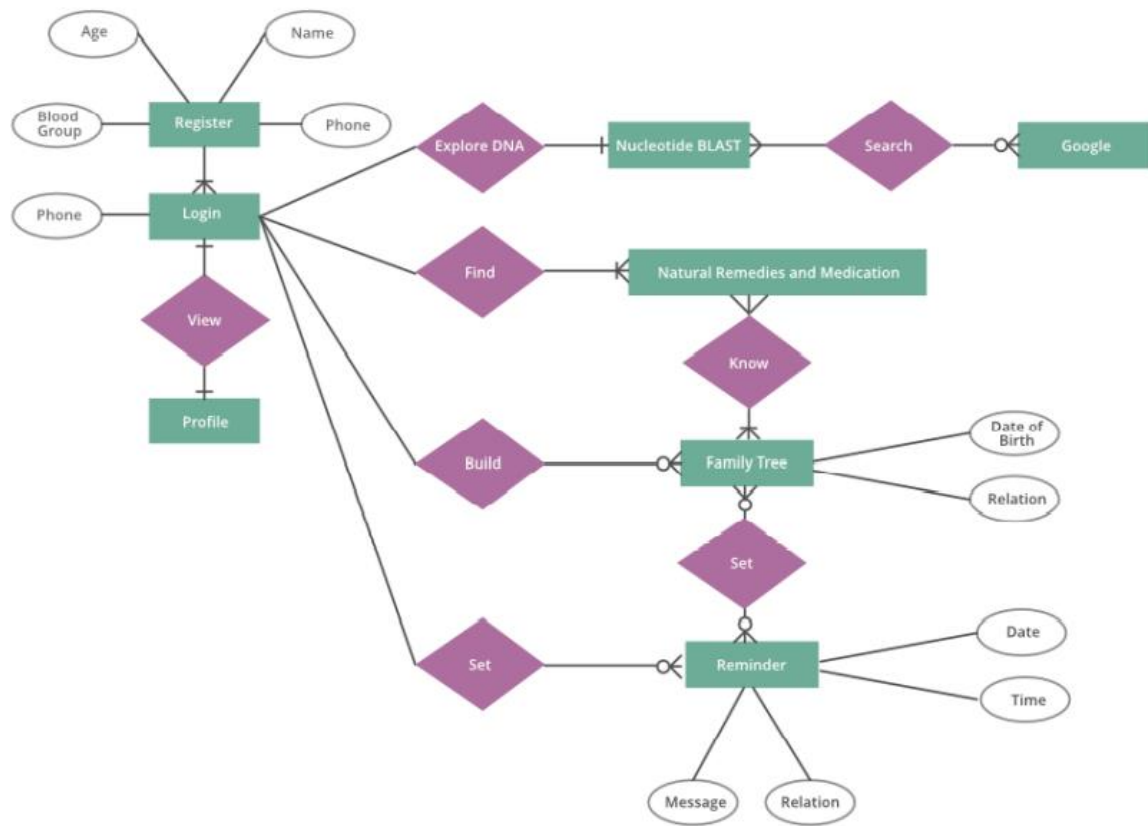 Age
Name
Blood
Group
Register
Phone
Explore DNA
Nucleotide BLAST
Search
Google
Phone
Login
Find
Natural Remedies and Medication
View
Know
Profile
Build
Family Tree
Date of
Birth
Relation
Set
Set
Reminder
Date
Time
Message
Relation